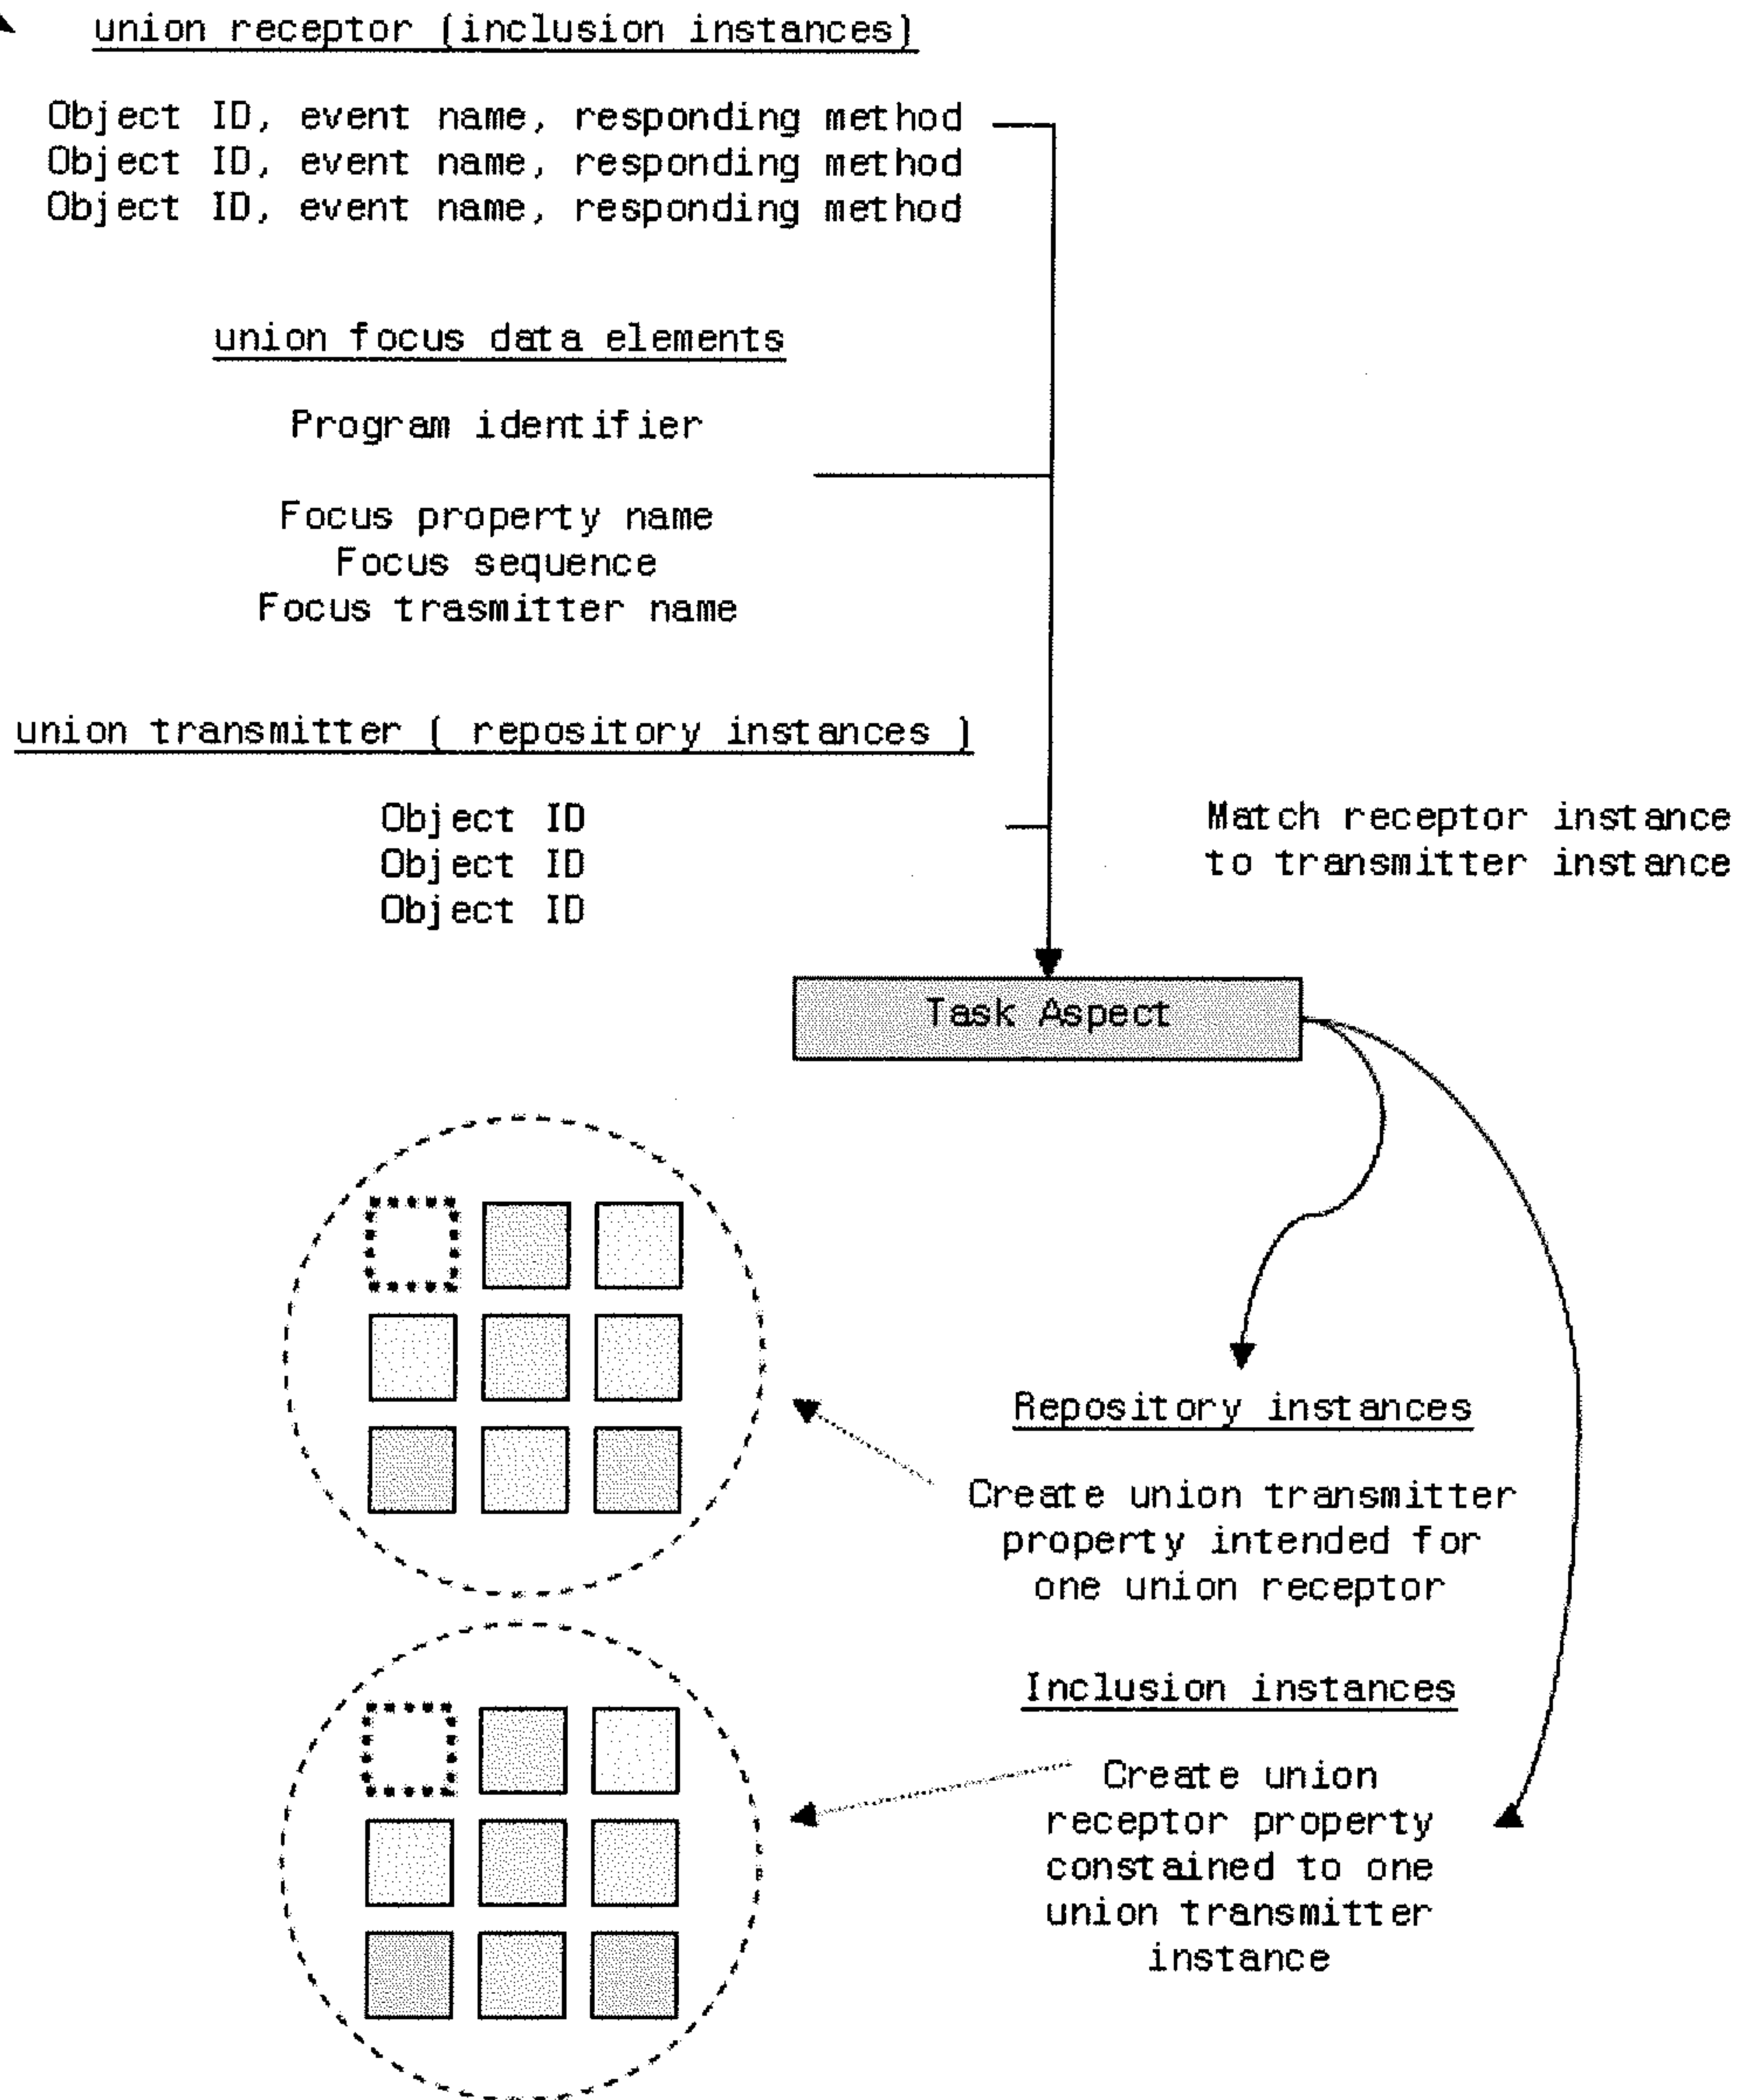 union receptor (inclusion instances)
Object ID, event name, responding method
Object ID, event name, responding method
Object ID, event name, responding method
union focus data elements
Program identifier
Focus property name
Focus sequence
Focus trasmitter name
union transmitter ( repository instances )
Object ID
Object ID
Object ID
Match receptor instance
to transmitter instance
Task Aspect
Repository instances
Create union transmitter
property intended for
one union receptor
Inclusion instances
Create union
receptor property
constained to one
union transmitter
instance